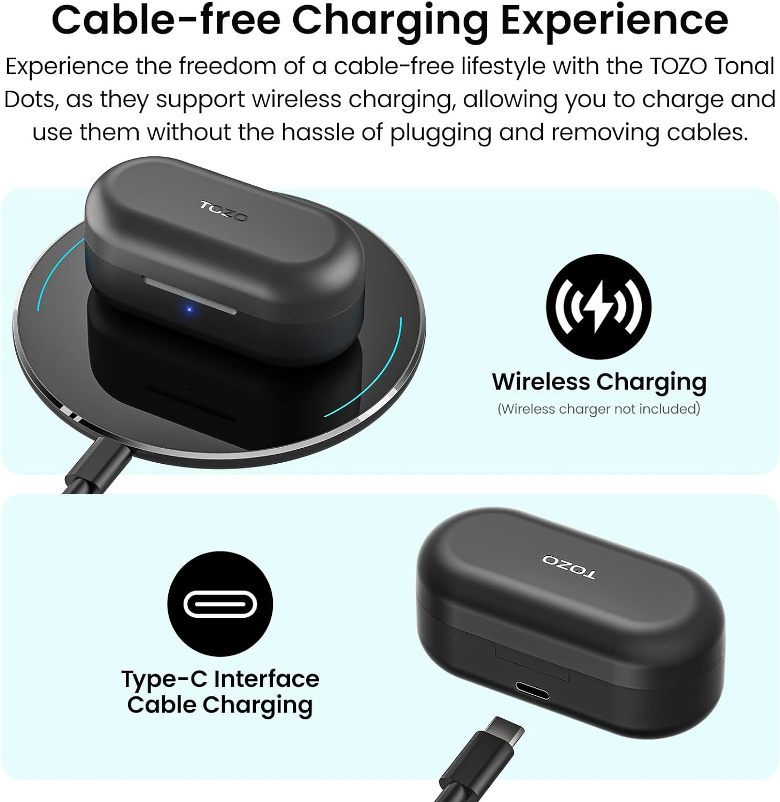 Cable-free Charging Experience
Experience the freedom of a cable-free lifestyle with the TOZO Tonal
Dots, as they support wireless charging, allowing you to charge and
use them without the hassle of plugging and removing cables.
TOZO
Wireless Charging
(Wireless charger not included)
TOZO
Type-C Interface
Cable Charging